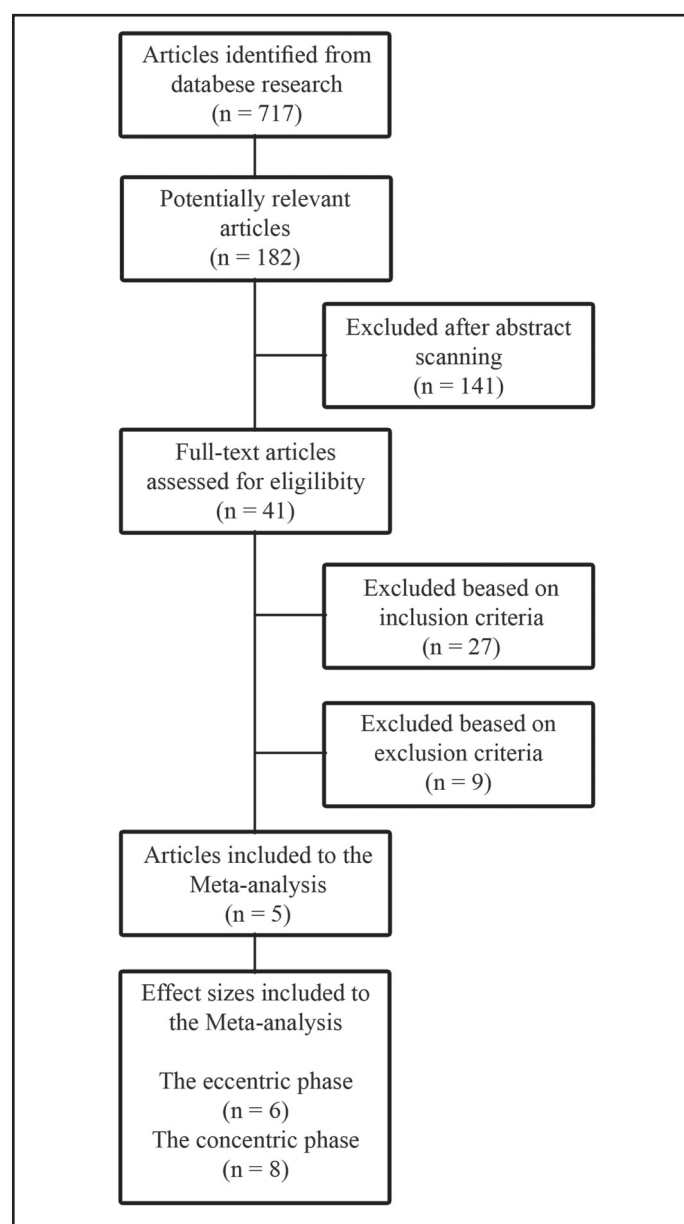 Articles identified from
databese research
(n = 717)
Potentially relevant
articles
(n = 182)
Excluded after abstract
scanning
(n = 141)
Full-text articles
assessed for eligilibity
(n = 41)
Excluded beased on
inclusion criteria
(n = 27)
Excluded beased on
exclusion criteria
(n = 9)
Articles included to the
Meta-analysis
(n = 5)
Effect sizes included to
the Meta-analysis
The eccentric phase
(n = 6)
The concentric phase
(n = 8)